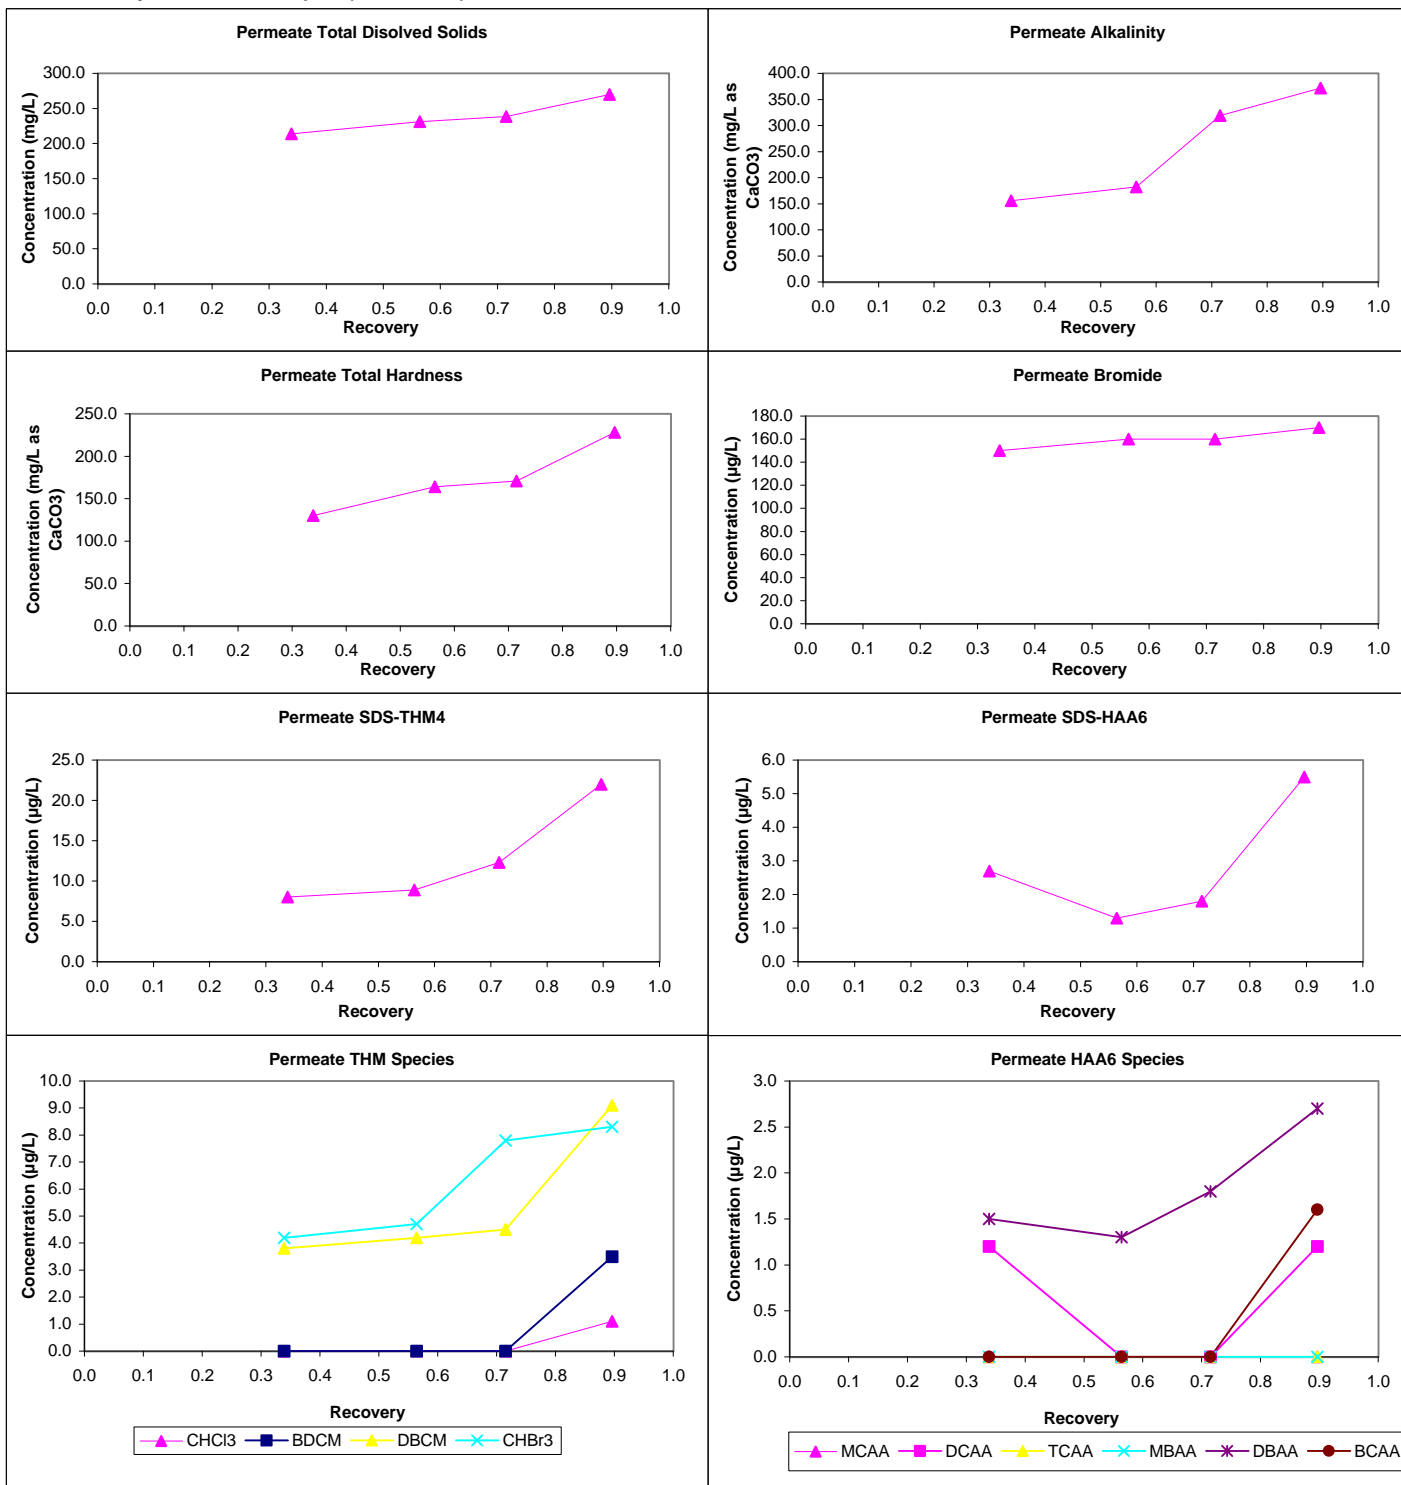 Permeate Total Disolved Solids
Concentration (mg/L)
300.0
250.0
200.0
150.0
100.0
50.0
0.0
0.0 0.1 0.2 0.3 0.4 0.5 0.6 0.7 0.8 0.9 1.0
Recovery
Permeate Alkalinity
Concentration (mg/L as
CaCO3)
400.0
350.0
300.0
250.0
200.0
150.0
100.0
50.0
0.0
0.0 0.1 0.2 0.3 0.4 0.5 0.6 0.7 0.8 0.9 1.0
Recovery
Permeate Total Hardness
Concentration (mg/L as
CaCO3)
250.0
200.0
150.0
100.0
50.0
0.0
0.0 0.1 0.2 0.3 0.4 0.5 0.6 0.7 0.8 0.9 1.0
Recovery
Permeate Bromide
Concentration (µg/L)
180.0
160.0
140.0
120.0
100.0
80.0
60.0
40.0
20.0
0.0
0.0 0.1 0.2 0.3 0.4 0.5 0.6 0.7 0.8 0.9 1.0
Recovery
Permeate SDS-THM4
Concentration (µg/L)
25.0
20.0
15.0
10.0
5.0
0.0
0.0 0.1 0.2 0.3 0.4 0.5 0.6 0.7 0.8 0.9 1.0
Recovery
Permeate SDS-HAA6
Concentration (µg/L)
6.0
5.0
4.0
3.0
2.0
1.0
0.0
0.0 0.1 0.2 0.3 0.4 0.5 0.6 0.7 0.8 0.9 1.0
Recovery
Permeate THM Species
Concentration (µg/L)
10.0
9.0
8.0
7.0
6.0
5.0
4.0
3.0
2.0
1.0
0.0
0.0 0.1 0.2 0.3 0.4 0.5 0.6 0.7 0.8 0.9 1.0
Recovery
CHCl3 BDCM DBCM CHBr3
Permeate HAA6 Species
Concentration (µg/L)
3.0
2.5
2.0
1.5
1.0
0.5
0.0
0.0 0.1 0.2 0.3 0.4 0.5 0.6 0.7 0.8 0.9 1.0
Recovery
MCAA DCAA TCAA MBAA DBAA BCAA